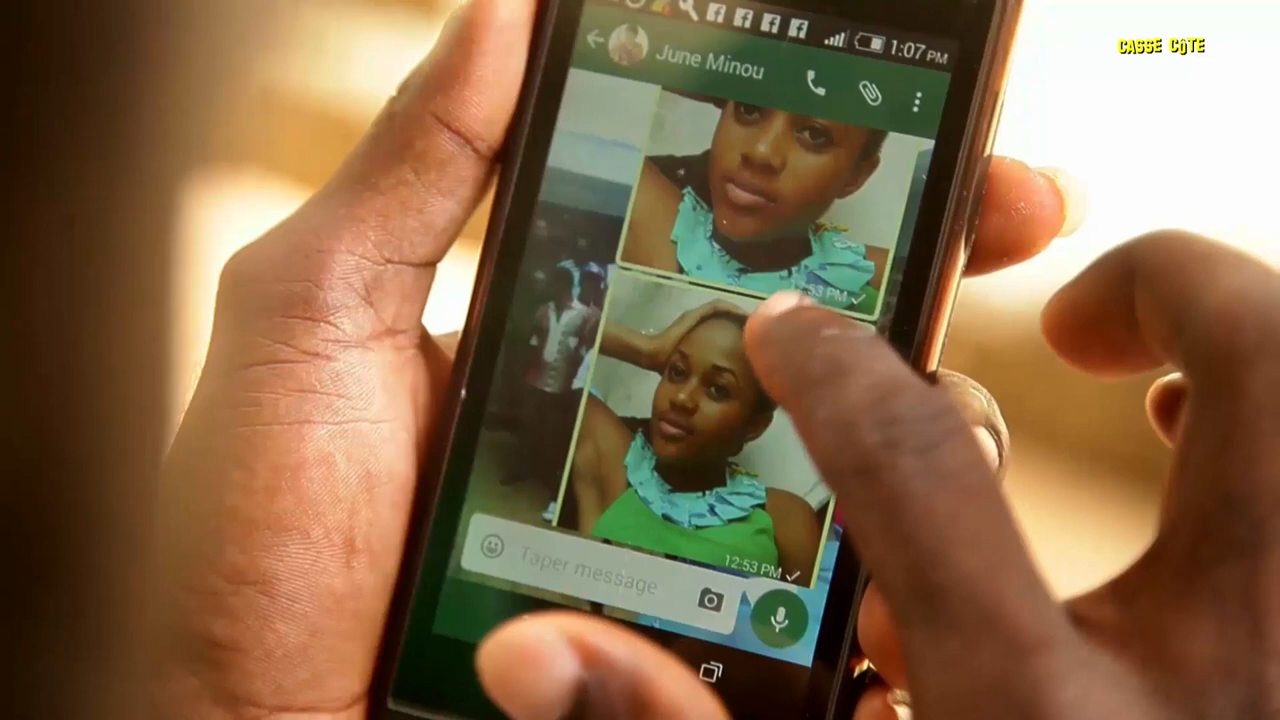 CASSE CôTE
1:07 PM
June Minou
:53 PM
12:53 PM
Taper message